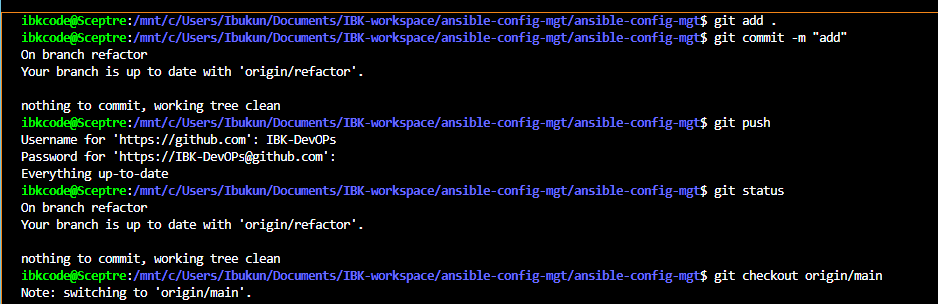 ibkcode@Sceptre:/mnt/c/Users/Ibukun/Documents/IBK-workspace/ansible-config-mgt/ansible-config-mgt$ git add .
ibkcode@Sceptre:/mnt/c/Users/Ibukun/Documents/IBK-workspace/ansible-config-mgt/ansible-config-mgt$ git commit -m "add"
On branch refactor
Your branch is up to date with 'origin/refactor'.

nothing to commit, working tree clean
ibkcode@Sceptre:/mnt/c/Users/Ibukun/Documents/IBK-workspace/ansible-config-mgt/ansible-config-mgt$ git push
Username for 'https://github.com': IBK-DevOPs
Password for 'https://IBK-DevOPs@github.com':
Everything up-to-date
ibkcode@Sceptre:/mnt/c/Users/Ibukun/Documents/IBK-workspace/ansible-config-mgt/ansible-config-mgt$ git status
On branch refactor
Your branch is up to date with 'origin/refactor'.

nothing to commit, working tree clean
ibkcode@Sceptre:/mnt/c/Users/Ibukun/Documents/IBK-workspace/ansible-config-mgt/ansible-config-mgt$ git checkout origin/main
Note: switching to 'origin/main'.